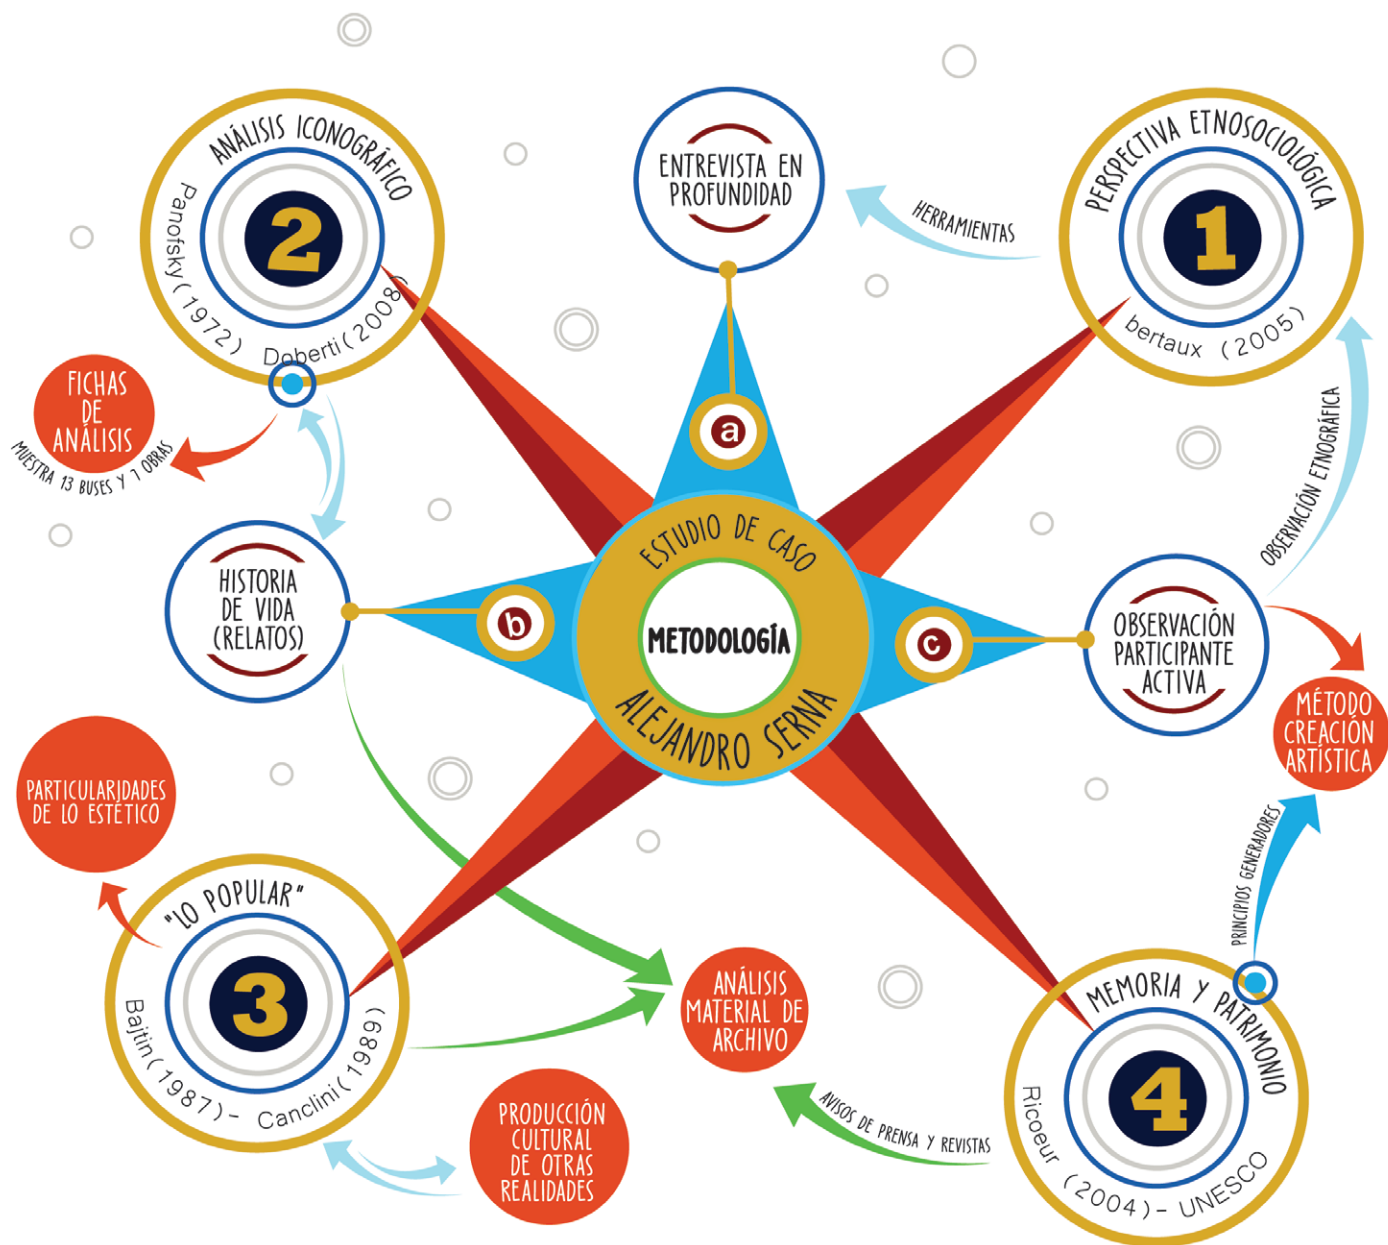 ANÁLISIS ICONOGRÁFICO
2
Panofsky(1972) Doberti(2008)
ENTREVISTA EN
PROFUNDIDAD
HERRAMIENTAS
PERSPECTIVA ETNOSOCIOLÓGICA
1
bertaux (2005)
FICHAS
DE
ANÁLISIS
MUESTRA 13 BUSES Y 7 OBRAS
a
OBSERVACIÓN ETNOGRÁFICA
HISTORIA
DE VIDA
(RELATOS)
b
ESTUDIO DE CASO
METODOLOGÍA
ALEJANDRO SERNA
c
OBSERVACIÓN
PARTICIPANTE
ACTIVA
MÉTODO
CREACIÓN
ARTÍSTICA
PARTICULARIDADES
DE LO ESTÉTICO
PRINCIPIOS GENERADORES
"LO POPULAR"
3
Bajtin(1987)- Canclini(1989)
ANÁLISIS
MATERIAL DE
ARCHIVO
MEMORIA Y PATRIMONIO
4
Ricoeur (2004)- UNESCO
AVISOS DE PRENSA Y REVISTAS
PRODUCCIÓN
CULTURAL
DE OTRAS
REALIDADES